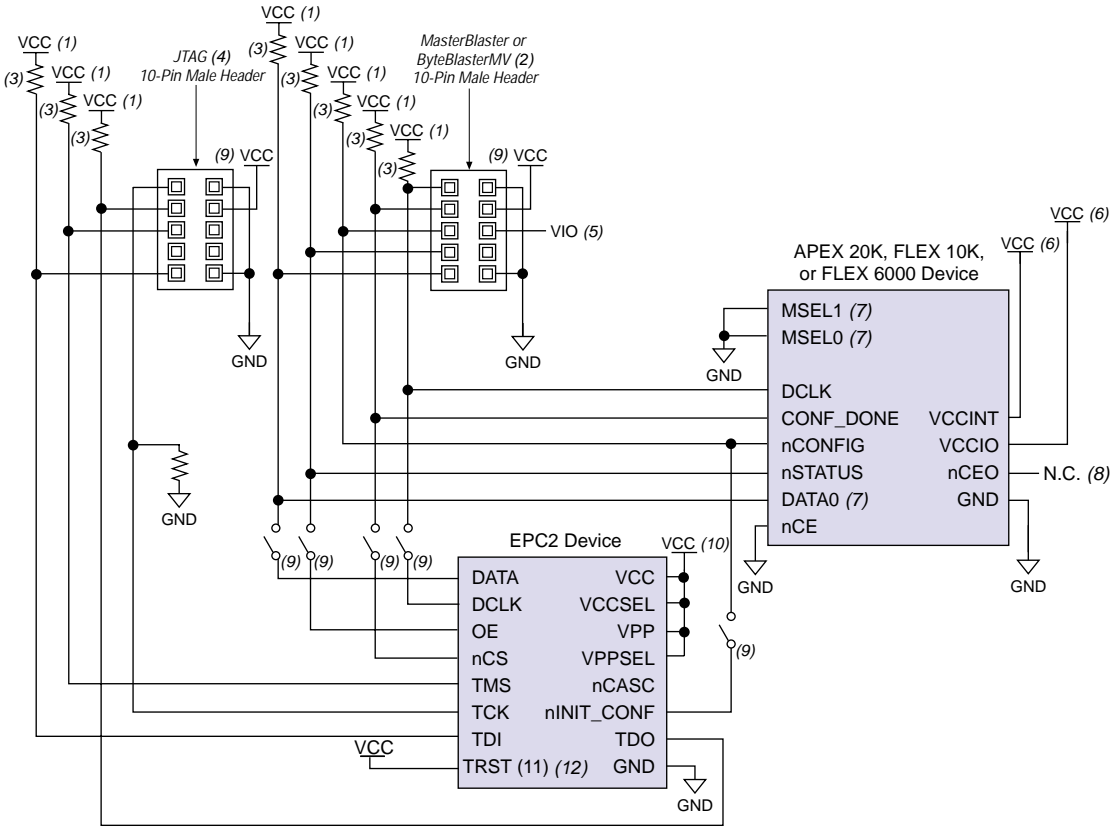 VCC (1)
(3)
VCC (1)
(3)
VCC (1)
(3)
JTAG (4)
10-Pin Male Header
(9) VCC
GND
GND
VCC (1)
(3)
VCC (1)
(3)
VCC (1)
(3)
VCC (1)
(3)
VCC (1)
(3)
MasterBlaster or
ByteBlasterMV (2)
10-Pin Male Header
(9) VCC
VIO (5)
GND
VCC (6)
VCC (6)
APEX 20K, FLEX 10K,
or FLEX 6000 Device
MSEL1 (7)
MSEL0 (7)
GND
DCLK
CONF_DONE
nCONFIG
nSTATUS
DATA0 (7)
nCE
VCCINT
VCCIO
nCEO
GND
N.C. (8)
GND
GND
(9)
(9)
(9)
(9)
EPC2 Device
VCC (10)
DATA
DCLK
OE
nCS
TMS
TCK
TDI
TRST (11) (12)
VCC
VCCSEL
VPP
VPPSEL
nCASC
nINIT_CONF
TDO
GND
(9)
VCC
GND